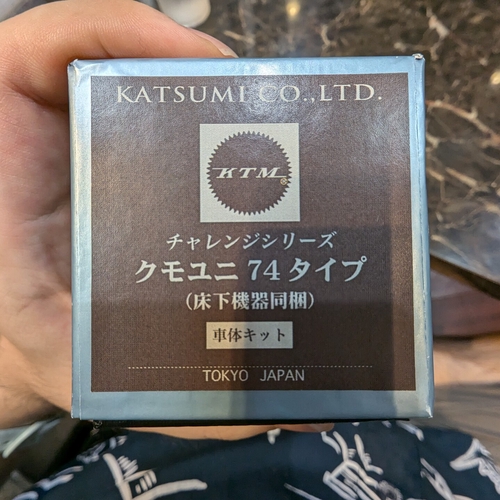 KATSUMI CO.,LTD.
KTM®
チャレンジシリーズ
クモユニ 74 タイプ
(床下機器同梱)
車体キット
TOKYO JAPAN